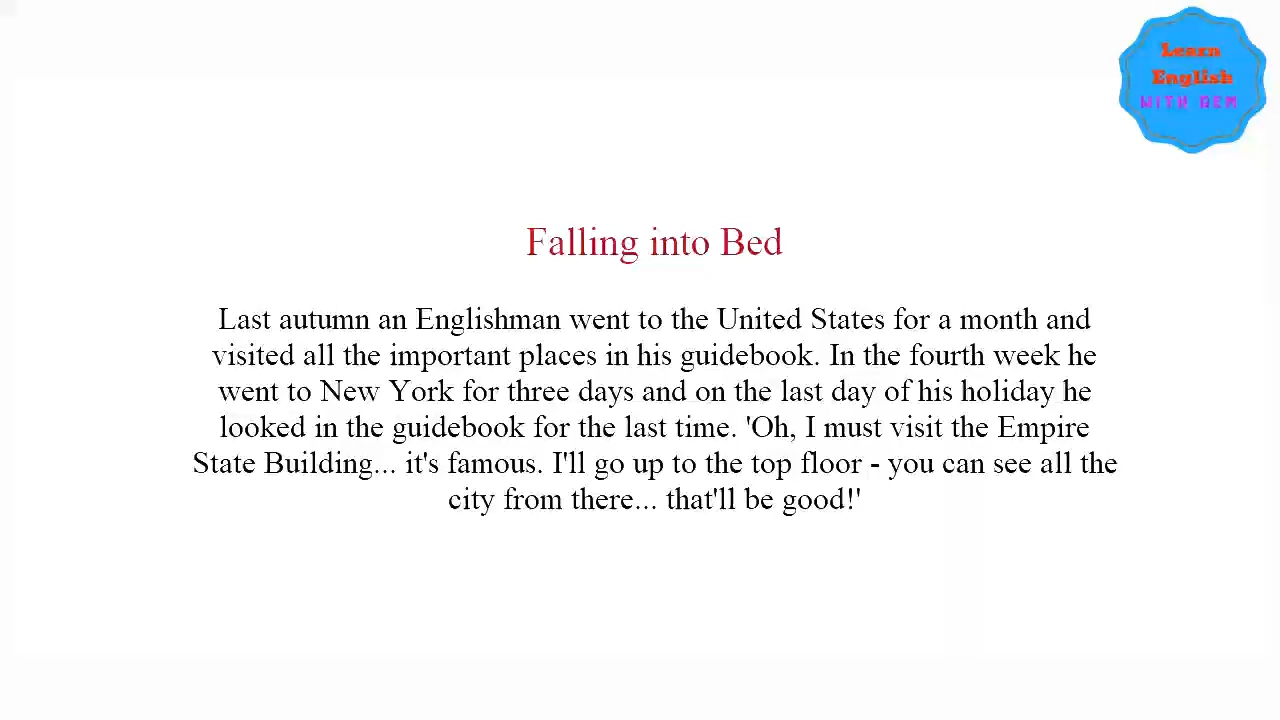 Learn
English
WITH REM
Falling into Bed
Last autumn an Englishman went to the United States for a month and
visited all the important places in his guidebook. In the fourth week he
went to New York for three days and on the last day of his holiday he
looked in the guidebook for the last time. 'Oh, I must visit the Empire
State Building... it's famous. I'll go up to the top floor - you can see all the
city from there... that'll be good!'